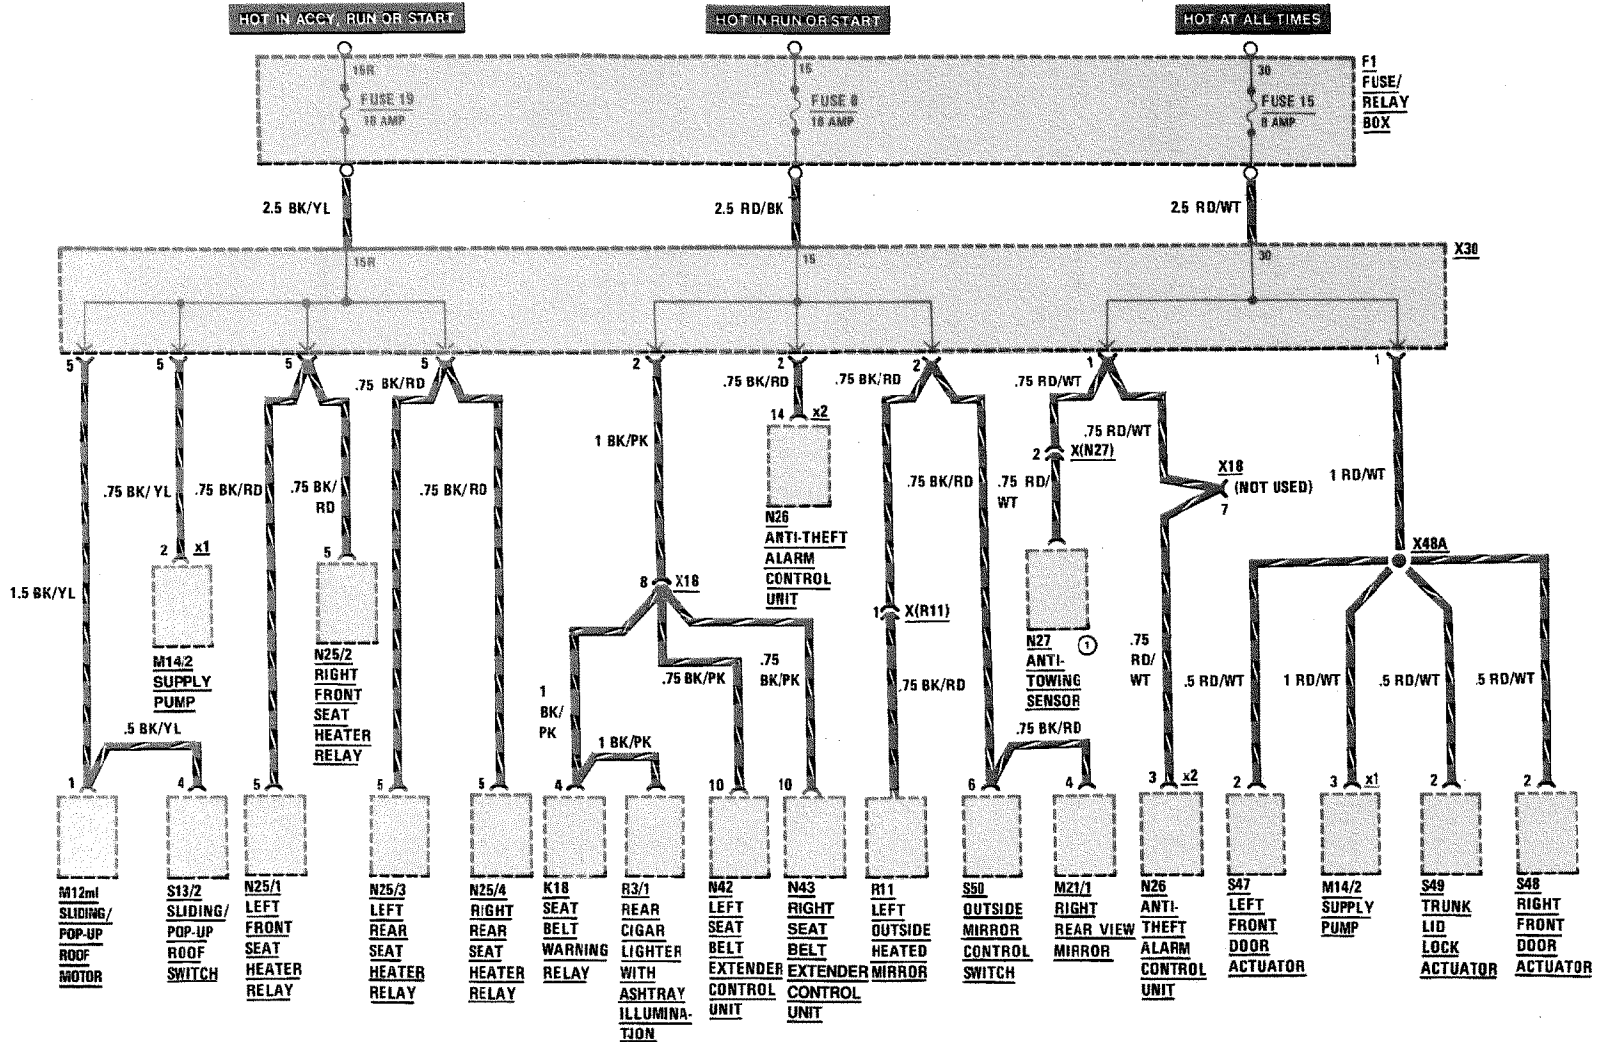 HOT IN ACCY, RUN OR START
HOT IN RUN OR START
HOT AT ALL TIMES
15R
FUSE 19
16 AMP
15
FUSE 8
16 AMP
30
FUSE 15
8 AMP
F1
FUSE/
RELAY
BOX
2.5 BK/YL
2.5 RD/BK
2.5 RD/WT
X30
15R
15
30
5
5
5
5
2
2
2
1
1
.75 BK/RD
.75 BK/RD
.75 BK/RD
.75 RD/WT
14
x2
1 BK/PK
.75 RD/WT
2
X(N27)
X18
(NOT USED)
7
1 RD/WT
.75 BK/YL
.75 BK/RD
.75 BK/
RD
.75 BK/RD
.75 BK/RD
.75 RD/
WT
N26
ANTI-THEFT
ALARM
CONTROL
UNIT
2
x1
5
X48A
1.5 BK/YL
8
X18
1
X(R11)
M14/2
SUPPLY
PUMP
N25/2
RIGHT
FRONT
SEAT
HEATER
RELAY
N27
ANTI-
TOWING
SENSOR
1
.75
RD/
WT
.75 BK/PK
.75
BK/PK
.75 BK/RD
.5 RD/WT
1 RD/WT
.5 RD/WT
.5 RD/WT
1
BK/
PK
.5 BK/YL
1 BK/PK
.75 BK/RD
1
4
5
5
5
4
10
10
6
4
3
x2
2
3
x1
2
2
M12ml
SLIDING/
POP-UP
ROOF
MOTOR
S13/2
SLIDING/
POP-UP
ROOF
SWITCH
N25/1
LEFT
FRONT
SEAT
HEATER
RELAY
N25/3
LEFT
REAR
SEAT
HEATER
RELAY
N25/4
RIGHT
REAR
SEAT
HEATER
RELAY
K18
SEAT
BELT
WARNING
RELAY
R3/1
REAR
CIGAR
LIGHTER
WITH
ASHTRAY
ILLUMINA-
TION
N42
LEFT
SEAT
BELT
EXTENDER
CONTROL
UNIT
N43
RIGHT
SEAT
BELT
EXTENDER
CONTROL
UNIT
R11
LEFT
OUTSIDE
HEATED
MIRROR
S50
OUTSIDE
MIRROR
CONTROL
SWITCH
M21/1
RIGHT
REAR VIEW
MIRROR
N26
ANTI-
THEFT
ALARM
CONTROL
UNIT
S47
LEFT
FRONT
DOOR
ACTUATOR
M14/2
SUPPLY
PUMP
S49
TRUNK
LID
LOCK
ACTUATOR
S48
RIGHT
FRONT
DOOR
ACTUATOR